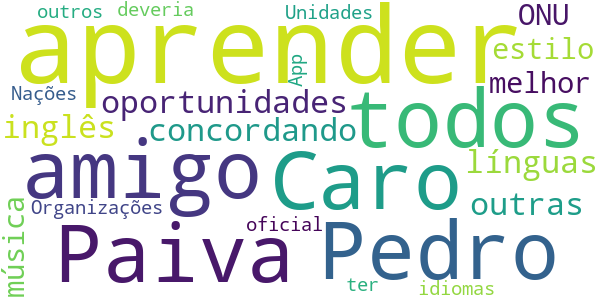 outros deveria Unidades ONU
aprender
App estilo
Nações oportunidades todos melhor
inglês concordando
amigo Caro línguas
Organizações outras
música Paiva oficial Pedro
ter idiomas